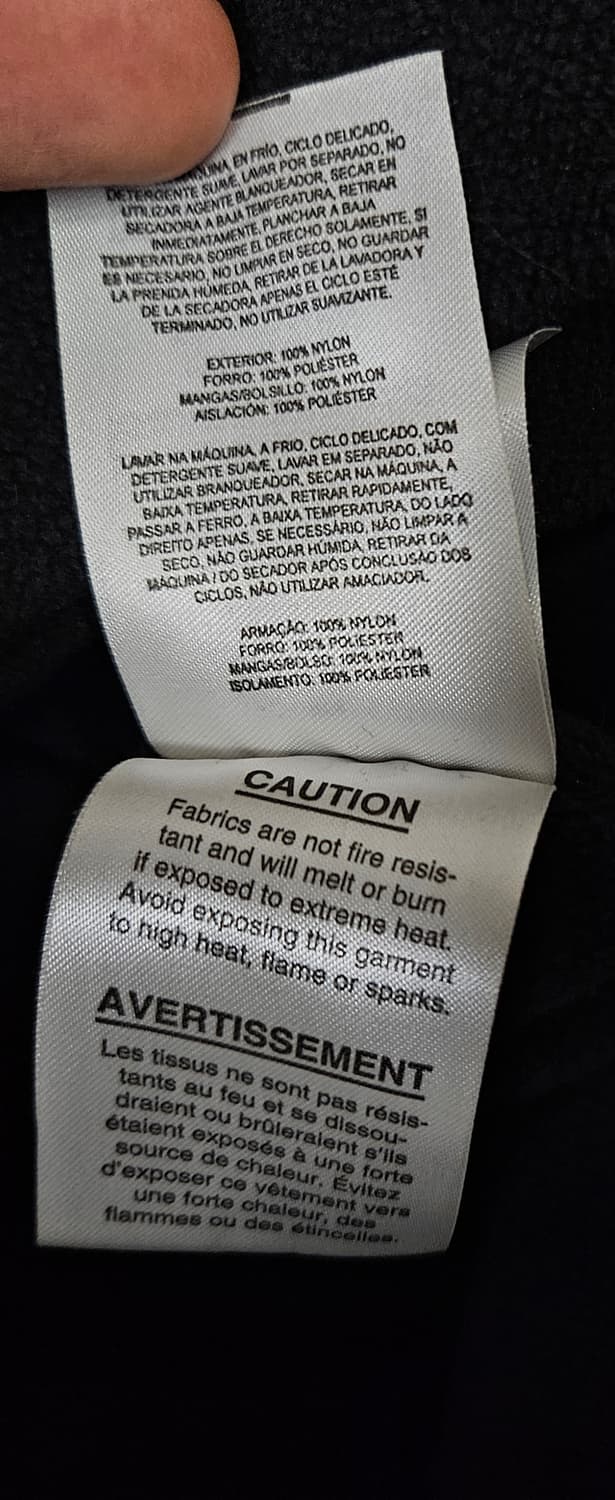 EN FRÍO, CICLO DELICADO,
DETERGENTE SUAVE, LAVAR POR SEPARADO, NO
UTILIZAR AGENTE BLANQUEADOR, SECAR EN
SECADORA A BAJA TEMPERATURA, RETIRAR
INMEDIATAMENTE, PLANCHAR A BAJA
TEMPERATURA SOBRE EL DERECHO SOLAMENTE, SI
ES NECESARIO, NO LIMPIAR EN SECO, NO GUARDAR
LA PRENDA HÚMEDA, RETIRAR DE LA LAVADORA Y
DE LA SECADORA APENAS EL CICLO ESTÉ
TERMINADO, NO UTILIZAR SUAVIZANTE.
EXTERIOR: 100% NYLON
FORRO: 100% POLIÉSTER
MANGAS/BOLSILLO: 100% NYLON
AISLACIÓN: 100% POLIÉSTER
LAVAR NA MÁQUINA, A FRIO, CICLO DELICADO, COM
DETERGENTE SUAVE, LAVAR EM SEPARADO, NÃO
UTILIZAR BRANQUEADOR, SECAR NA MÁQUINA, A
BAIXA TEMPERATURA, RETIRAR RAPIDAMENTE,
PASSAR A FERRO, A BAIXA TEMPERATURA, DO LADO
DIREITO APENAS, SE NECESSÁRIO, NÃO LIMPAR A
SECO, NÃO GUARDAR HÚMIDA, RETIRAR DA
MÁQUINA / DO SECADOR APÓS CONCLUSÃO DOS
CICLOS, NÃO UTILIZAR AMACIADOR.
ARMAÇÃO: 100% NYLON
FORRO: 100% POLIÉSTER
MANGAS/BOLSO: 100% NYLON
ISOLAMENTO: 100% POLIÉSTER
CAUTION
Fabrics are not fire resis-
tant and will melt or burn
if exposed to extreme heat.
Avoid exposing this garment
to high heat, flame or sparks.
AVERTISSEMENT
Les tissus ne sont pas résis-
tants au feu et se dissou-
draient ou brûleraient s'ils
étaient exposés à une forte
source de chaleur. Évitez
d'exposer ce vêtement vers
une forte chaleur, des
flammes ou des étincelles.